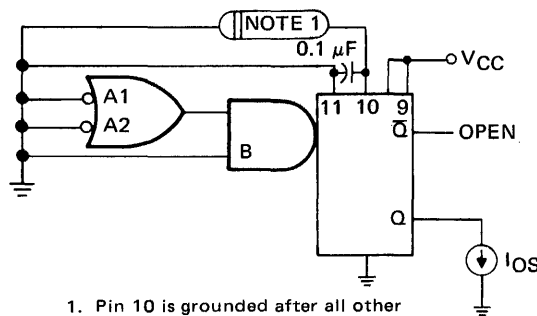 NOTE 1
0.1 μF
VCC
A1
11 10 9
A2
Q̅
OPEN
B
Q
IOS
1. Pin 10 is grounded after all other